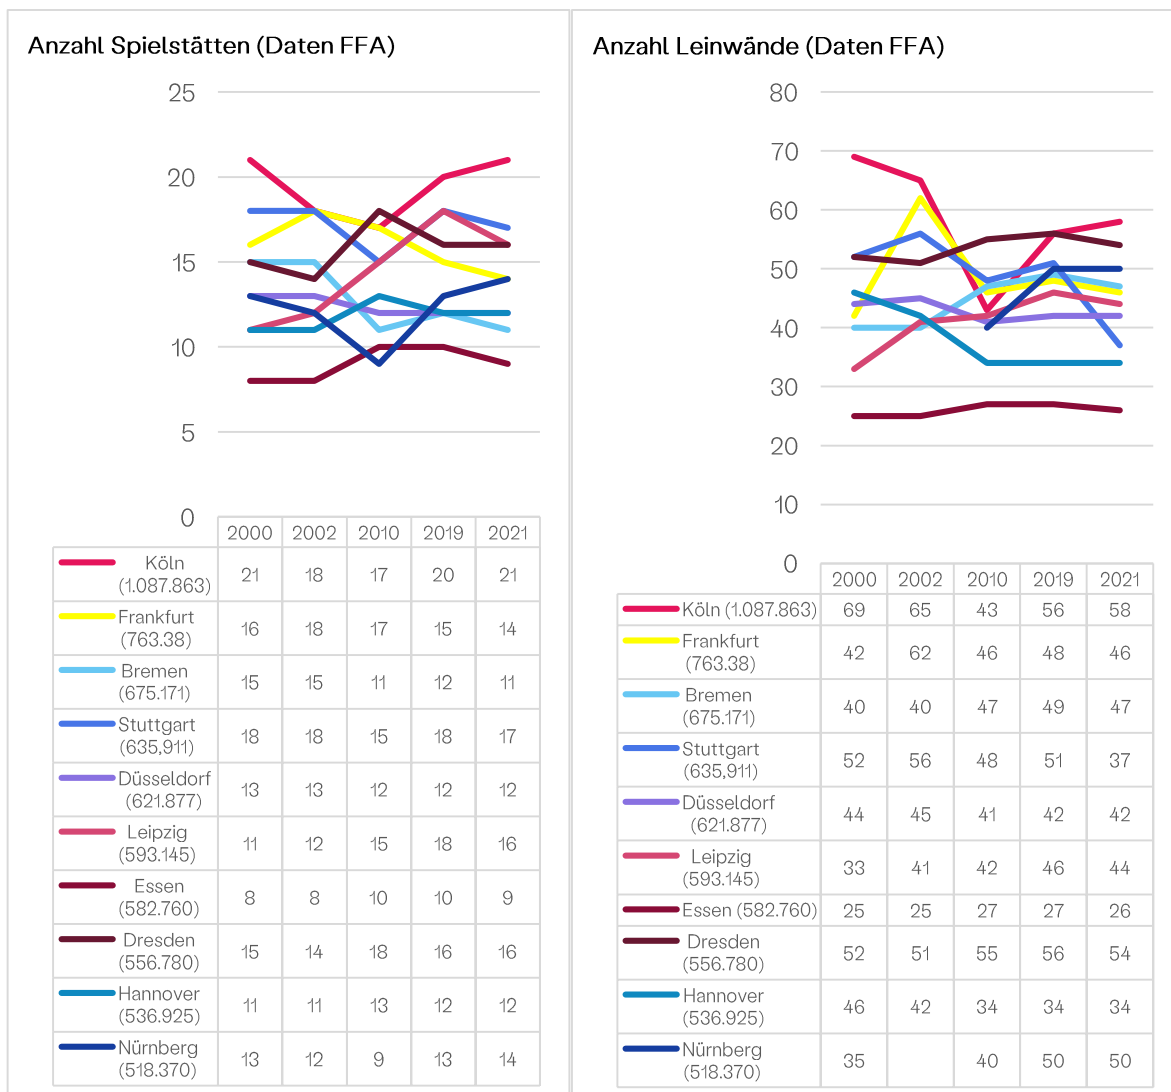 Anzahl Spielstätten (Daten FFA)
25
20
15
10
5
0
2000 2002 2010 2019 2021
Köln
(1.087.863) 21 18 17 20 21
Frankfurt
(763.38) 16 18 17 15 14
Bremen
(675.171) 15 15 11 12 11
Stuttgart
(635,911) 18 18 15 18 17
Düsseldorf
(621.877) 13 13 12 12 12
Leipzig
(593.145) 11 12 15 18 16
Essen
(582.760) 8 8 10 10 9
Dresden
(556.780) 15 14 18 16 16
Hannover
(536.925) 11 11 13 12 12
Nürnberg
(518.370) 13 12 9 13 14
Anzahl Leinwände (Daten FFA)
80
70
60
50
40
30
20
10
0
2000 2002 2010 2019 2021
Köln (1.087.863) 69 65 43 56 58
Frankfurt
(763.38) 42 62 46 48 46
Bremen
(675.171) 40 40 47 49 47
Stuttgart
(635,911) 52 56 48 51 37
Düsseldorf
(621.877) 44 45 41 42 42
Leipzig
(593.145) 33 41 42 46 44
Essen (582.760) 25 25 27 27 26
Dresden
(556.780) 52 51 55 56 54
Hannover
(536.925) 46 42 34 34 34
Nürnberg
(518.370) 35 40 50 50